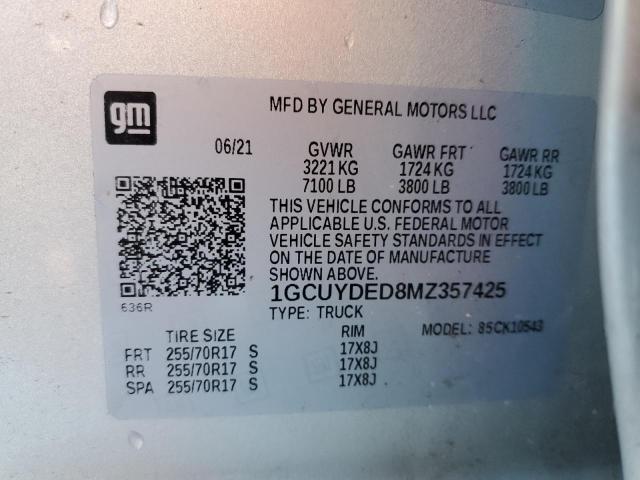 gm
MFD BY GENERAL MOTORS LLC
06/21 GVWR GAWR FRT GAWR RR
3221 KG 1724 KG 1724 KG
7100 LB 3800 LB 3800 LB
THIS VEHICLE CONFORMS TO ALL
APPLICABLE U.S. FEDERAL MOTOR
VEHICLE SAFETY STANDARDS IN EFFECT
ON THE DATE OF MANUFACTURE
SHOWN ABOVE.
1GCUYDED8MZ357425
636R
TYPE: TRUCK
TIRE SIZE RIM MODEL: 85CK10543
FRT 255/70R17 S 17X8J
RR 255/70R17 S 17X8J
SPA 255/70R17 S 17X8J